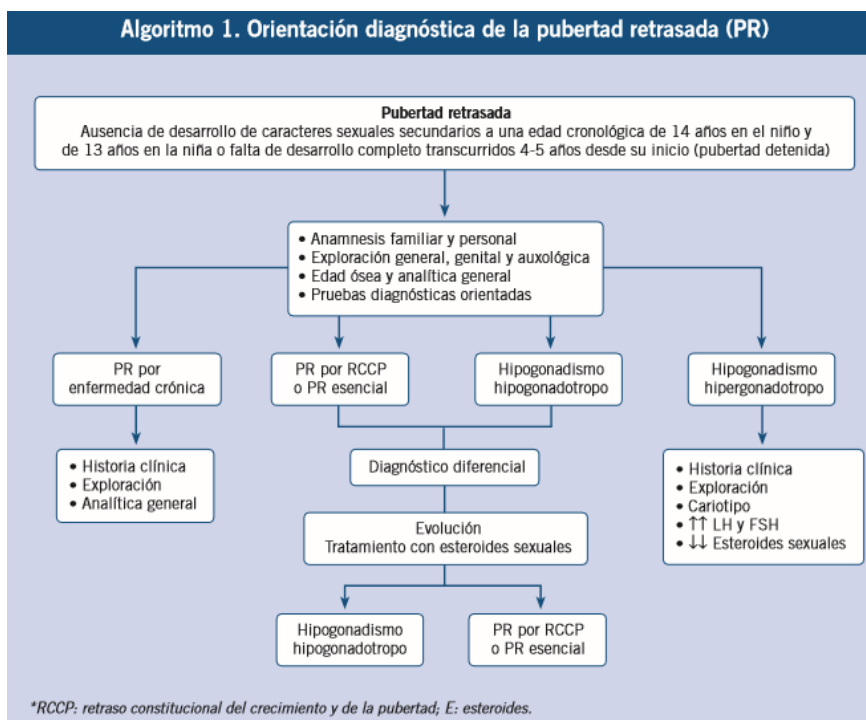 Algoritmo 1. Orientación diagnóstica de la pubertad retrasada (PR)
Pubertad retrasada
Ausencia de desarrollo de caracteres sexuales secundarios a una edad cronológica de 14 años en el niño y
de 13 años en la niña o falta de desarrollo completo transcurridos 4-5 años desde su inicio (pubertad detenida)
• Anamnesis familiar y personal
• Exploración general, genital y auxológica
• Edad ósea y analítica general
• Pruebas diagnósticas orientadas
PR por
enfermedad crónica
PR por RCCP
o PR esencial
Hipogonadismo
hipogonadotropo
Hipogonadismo
hipergonadotropo
• Historia clínica
• Exploración
• Analítica general
Diagnóstico diferencial
• Historia clínica
• Exploración
• Cariotipo
• ↑↑ LH y FSH
• ↓↓ Esteroides sexuales
Evolución
Tratamiento con esteroides sexuales
Hipogonadismo
hipogonadotropo
PR por RCCP
o PR esencial
*RCCP: retraso constitucional del crecimiento y de la pubertad; E: esteroides.